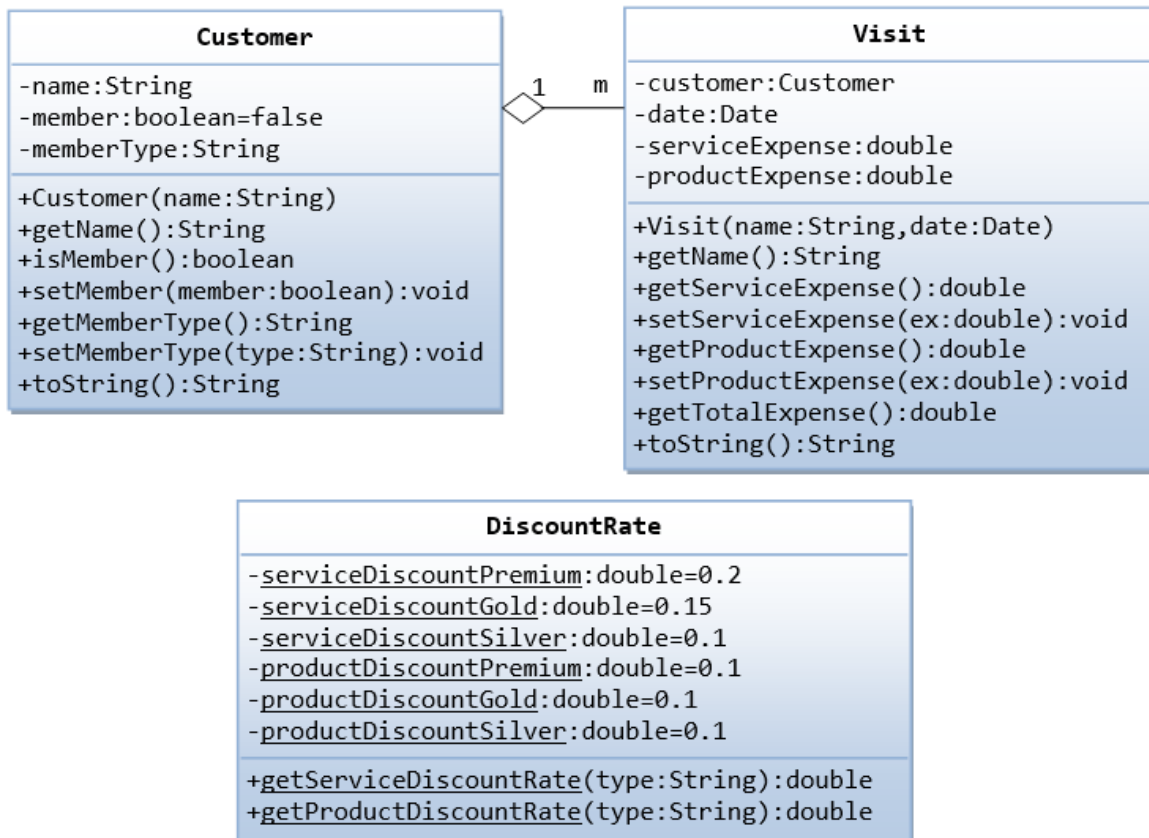 Customer
-name:String
-member:boolean=false
-memberType:String
+Customer(name:String)
+getName():String
+isMember():boolean
+setMember(member:boolean):void
+getMemberType():String
+setMemberType(type:String):void
+toString():String
1 m
Visit
-customer:Customer
-date:Date
-serviceExpense:double
-productExpense:double
+Visit(name:String,date:Date)
+getName():String
+getServiceExpense():double
+setServiceExpense(ex:double):void
+getProductExpense():double
+setProductExpense(ex:double):void
+getTotalExpense():double
+toString():String
DiscountRate
-serviceDiscountPremium:double=0.2
-serviceDiscountGold:double=0.15
-serviceDiscountSilver:double=0.1
-productDiscountPremium:double=0.1
-productDiscountGold:double=0.1
-productDiscountSilver:double=0.1
+getServiceDiscountRate(type:String):double
+getProductDiscountRate(type:String):double